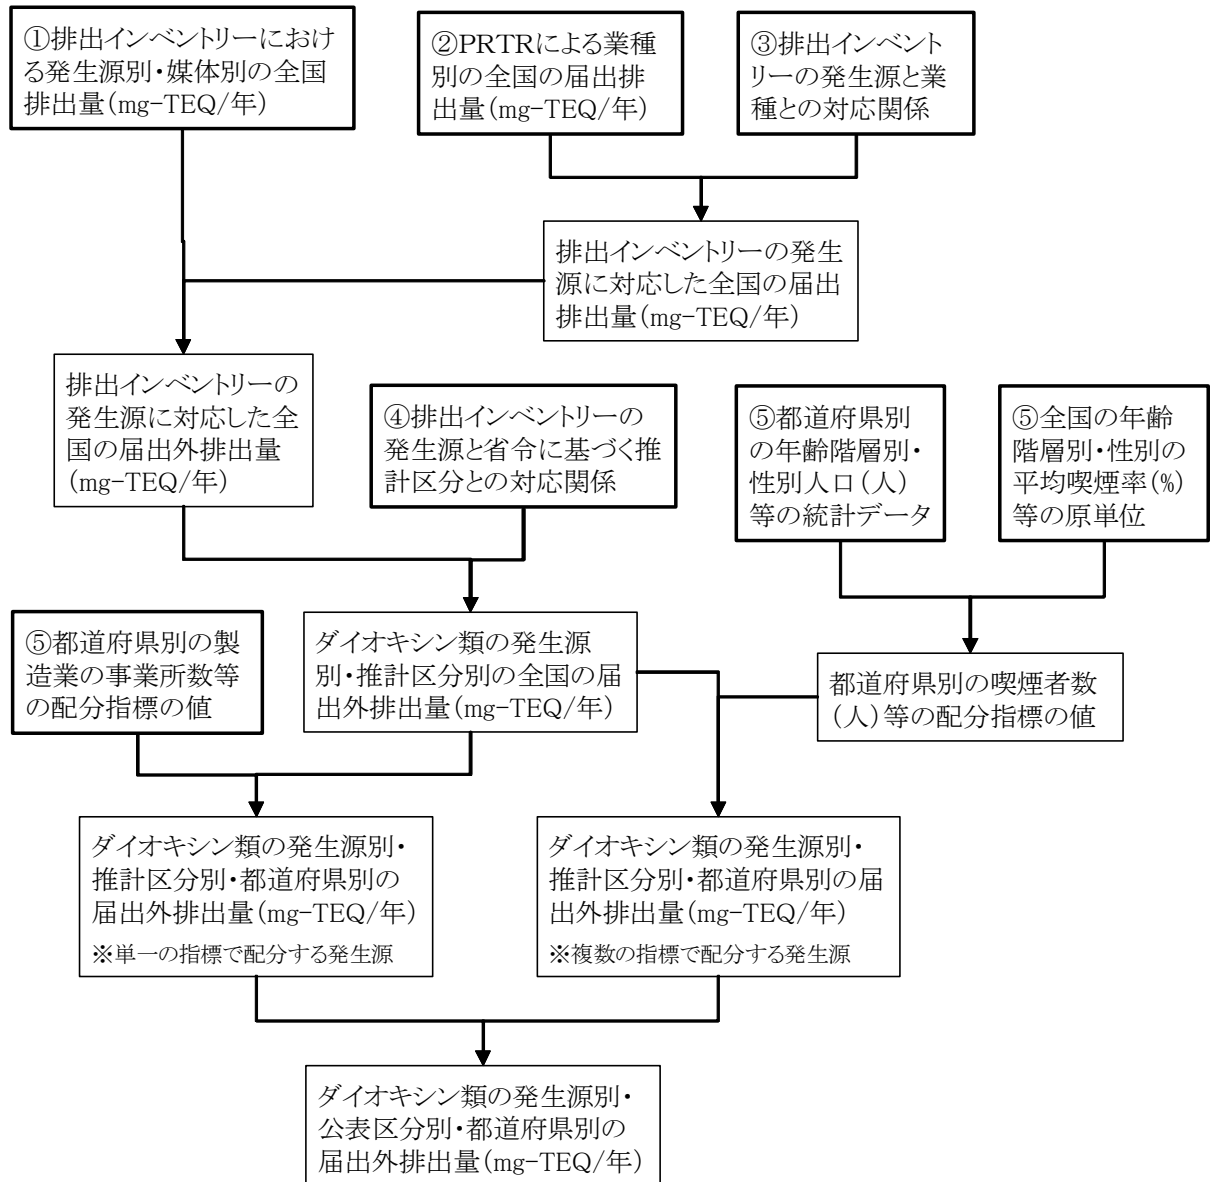 ①排出インベントリーにおけ
る発生源別・媒体別の全国
排出量(mg-TEQ/年)
②PRTRによる業種
別の全国の届出排
出量(mg-TEQ/年)
③排出インベント
リーの発生源と業
種との対応関係
排出インベントリーの発生
源に対応した全国の届出
排出量(mg-TEQ/年)
排出インベントリーの
発生源に対応した全
国の届出外排出量
(mg-TEQ/年)
④排出インベントリーの
発生源と省令に基づく推
計区分との対応関係
⑤都道府県別
の年齢階層別・
性別人口(人)
等の統計データ
⑤全国の年齢
階層別・性別の
平均喫煙率(%)
等の原単位
⑤都道府県別の製
造業の事業所数等
の配分指標の値
ダイオキシン類の発生源
別・推計区分別の全国の届
出外排出量(mg-TEQ/年)
都道府県別の喫煙者数
(人)等の配分指標の値
ダイオキシン類の発生源別・
推計区分別・都道府県別の
届出外排出量(mg-TEQ/年)
※単一の指標で配分する発生源
ダイオキシン類の発生源別・
推計区分別・都道府県別の届
出外排出量(mg-TEQ/年)
※複数の指標で配分する発生源
ダイオキシン類の発生源別・
公表区分別・都道府県別の
届出外排出量(mg-TEQ/年)